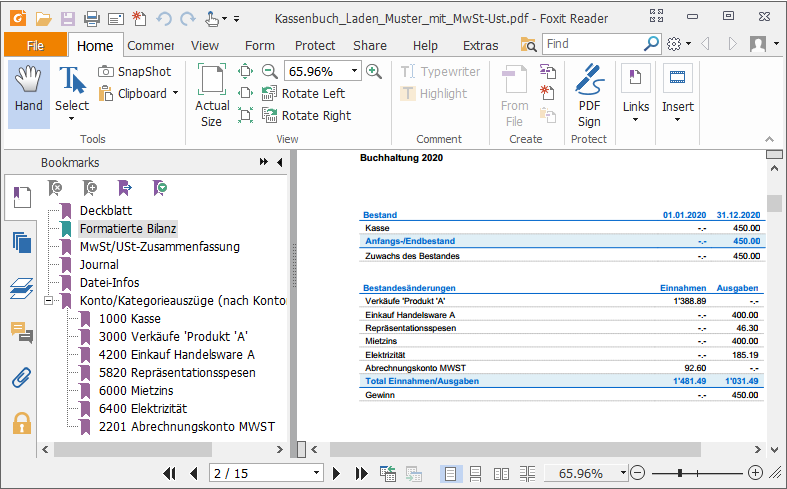 Kassenbuch_Laden_Muster_mit_MwSt-Ust.pdf - Foxit Reader
File Home Commer View Form Protect Share Help Extras Find
Hand
Select
SnapShot
Clipboard
Tools
Actual Size
65.96%
Rotate Left
Rotate Right
View
Typewriter
Highlight
Comment
From File
Create
PDF Sign
Protect
Links
Insert
Bookmarks
Deckblatt
Formatierte Bilanz
MwSt/USt-Zusammenfassung
Journal
Datei-Infos
Konto/Kategorieauszüge (nach Kontor
1000 Kasse
3000 Verkäufe 'Produkt 'A'
4200 Einkauf Handelsware A
5820 Repräsentationsspesen
6000 Mietzins
6400 Elektrizität
2201 Abrechnungskonto MWST
Buchhaltung 2020
Bestand 01.01.2020 31.12.2020
Kasse -.- 450.00
Anfangs-/Endbestand -.- 450.00
Zuwachs des Bestandes -.- 450.00
Bestandesänderungen Einnahmen Ausgaben
Verkäufe 'Produkt 'A' 1'388.89 -.-
Einkauf Handelsware A -.- 400.00
Repräsentationsspesen -.- 46.30
Mietzins -.- 400.00
Elektrizität -.- 185.19
Abrechnungskonto MWST 92.60 -.-
Total Einnahmen/Ausgaben 1'481.49 1'031.49
Gewinn -.- 450.00
2 / 15
65.96%